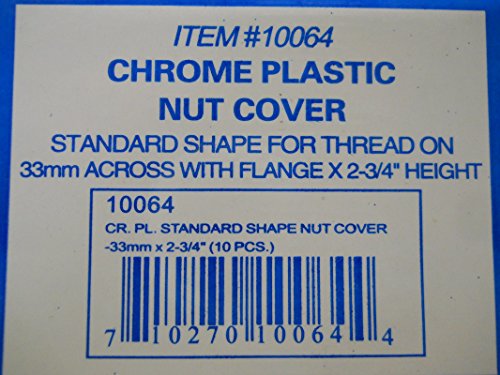 ITEM #10064
CHROME PLASTIC
NUT COVER
STANDARD SHAPE FOR THREAD ON
33mm ACROSS WITH FLANGE X 2-3/4" HEIGHT
10064
CR. PL. STANDARD SHAPE NUT COVER
-33mm x 2-3/4" (10 PCS.)
7 10270 10064 4